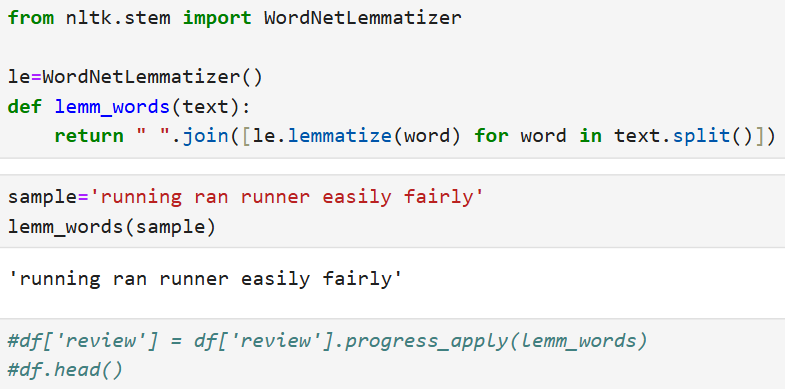 from nltk.stem import WordNetLemmatizer
le=WordNetLemmatizer()
def lemm_words(text):
    return " ".join([le.lemmatize(word) for word in text.split()])
sample='running ran runner easily fairly'
lemm_words(sample)
'running ran runner easily fairly'
#df['review'] = df['review'].progress_apply(lemm_words)
#df.head()